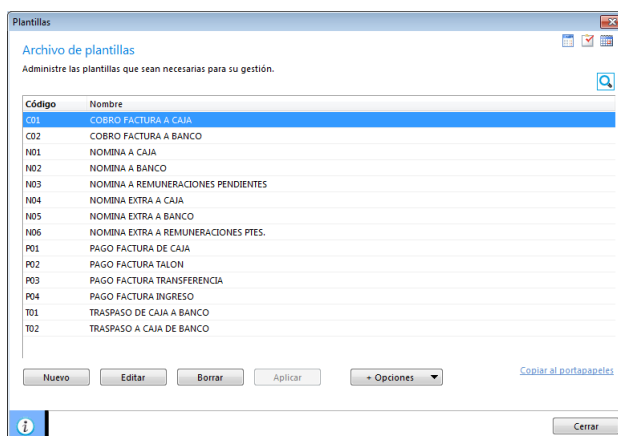 Plantillas
Archivo de plantillas
Administre las plantillas que sean necesarias para su gestión.
Código Nombre
C01 COBRO FACTURA A CAJA
C02 COBRO FACTURA A BANCO
N01 NOMINA A CAJA
N02 NOMINA A BANCO
N03 NOMINA A REMUNERACIONES PENDIENTES
N04 NOMINA EXTRA A CAJA
N05 NOMINA EXTRA A BANCO
N06 NOMINA EXTRA A REMUNERACIONES PTES.
P01 PAGO FACTURA DE CAJA
P02 PAGO FACTURA TALON
P03 PAGO FACTURA TRANSFERENCIA
P04 PAGO FACTURA INGRESO
T01 TRASPASO DE CAJA A BANCO
T02 TRASPASO A CAJA DE BANCO
Nuevo Editar Borrar Aplicar + Opciones Copiar al portapapeles
Cerrar